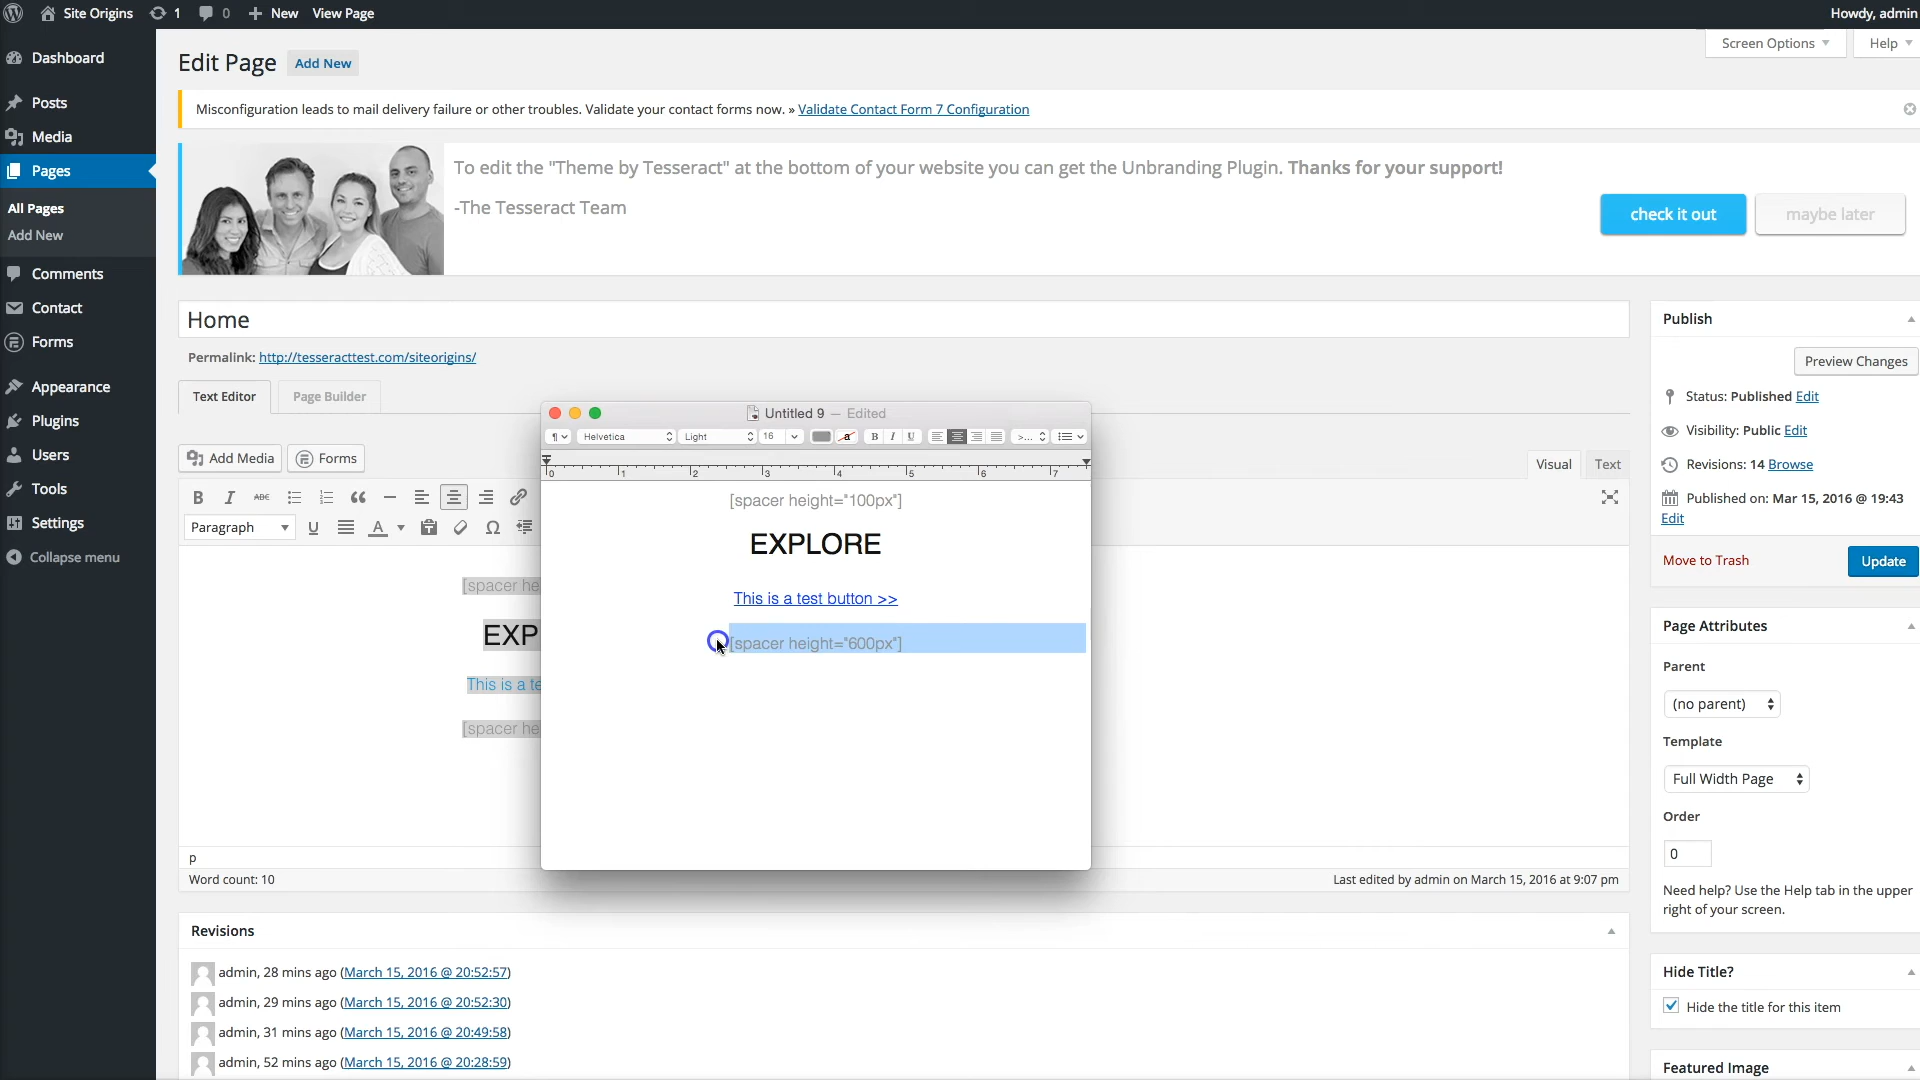 Site Origins 1 0 New View Page Howdy, admin
Screen Options Help
Dashboard
Posts
Media
Pages
All Pages
Add New
Comments
Contact
Forms
Appearance
Plugins
Users
Tools
Settings
Collapse menu
Edit Page Add New
Misconfiguration leads to mail delivery failure or other troubles. Validate your contact forms now. » Validate Contact Form 7 Configuration
To edit the "Theme by Tesseract" at the bottom of your website you can get the Unbranding Plugin. Thanks for your support!
-The Tesseract Team
check it out maybe later
Home
Permalink: http://tesseracttest.com/siteorigins/
Text Editor Page Builder
Add Media Forms
Visual Text
B I ABC
Paragraph U A Ω
[spacer he
EXP
This is a te
[spacer he
p
Word count: 10
Last edited by admin on March 15, 2016 at 9:07 pm
Untitled 9 — Edited
¶ Helvetica Light 16 a B I U >...
0 1 2 3 4 5 6 7
[spacer height="100px"]
EXPLORE
This is a test button >>
[spacer height="600px"]
Revisions
admin, 28 mins ago (March 15, 2016 @ 20:52:57)
admin, 29 mins ago (March 15, 2016 @ 20:52:30)
admin, 31 mins ago (March 15, 2016 @ 20:49:58)
admin, 52 mins ago (March 15, 2016 @ 20:28:59)
Publish
Preview Changes
Status: Published Edit
Visibility: Public Edit
Revisions: 14 Browse
Published on: Mar 15, 2016 @ 19:43
Edit
Move to Trash Update
Page Attributes
Parent
(no parent)
Template
Full Width Page
Order
0
Need help? Use the Help tab in the upper
right of your screen.
Hide Title?
Hide the title for this item
Featured Image